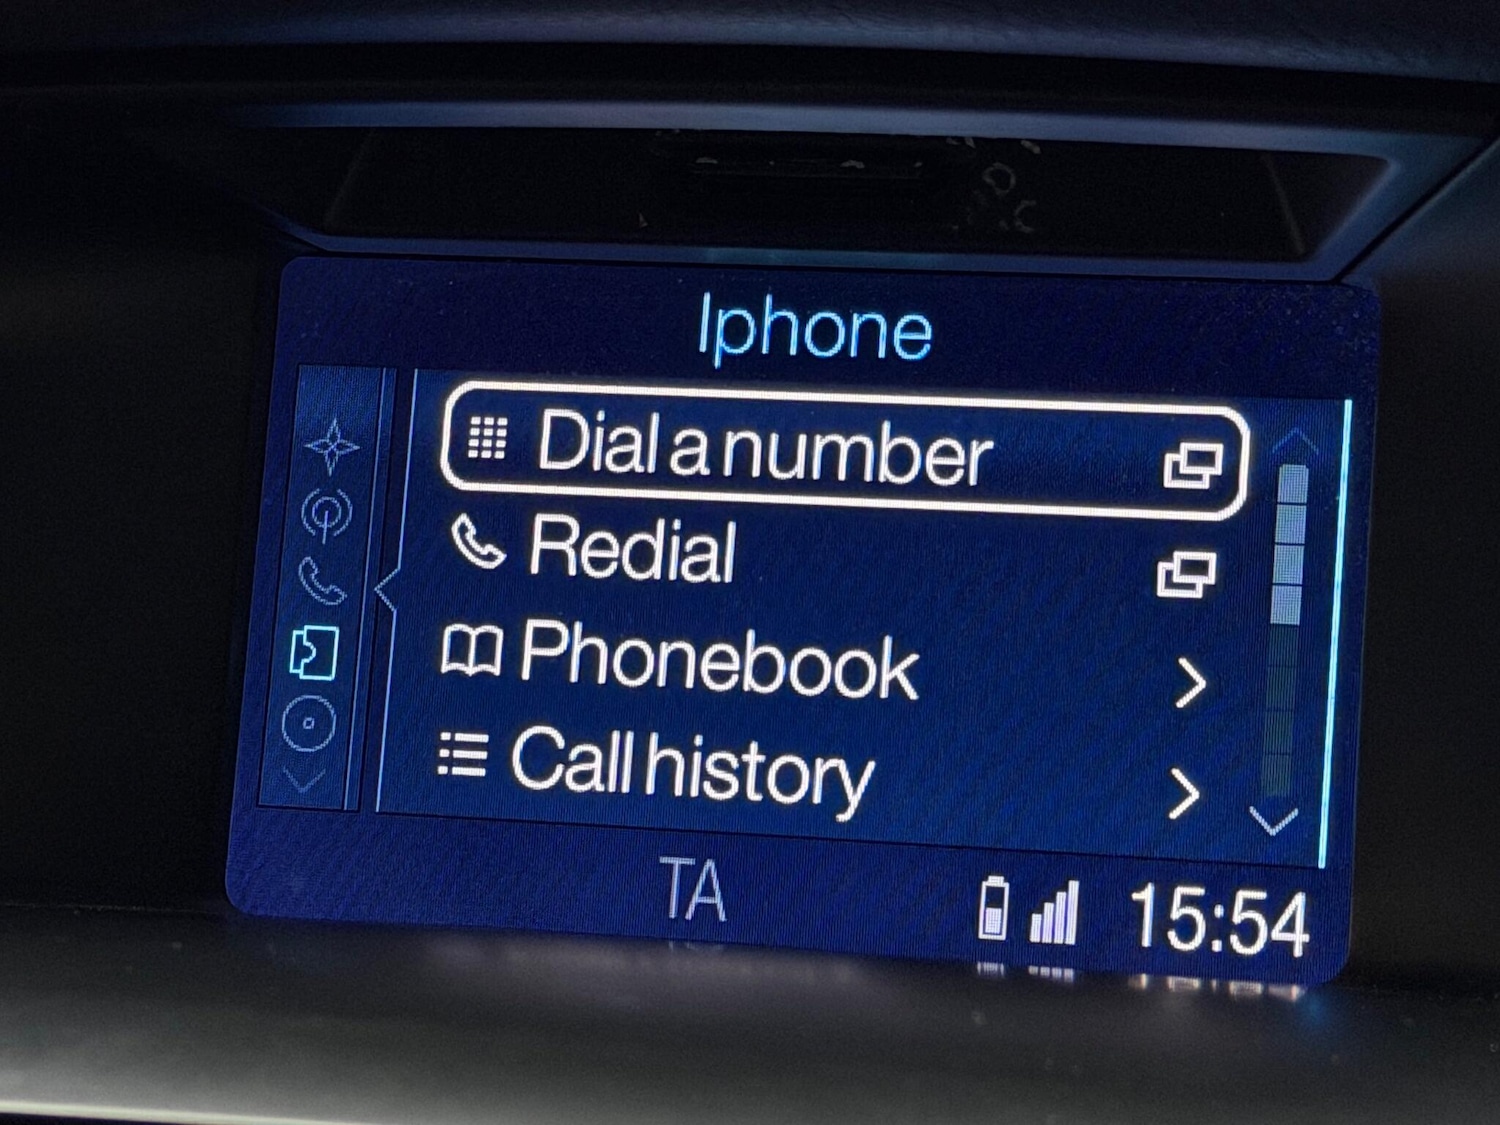 Iphone
Dial a number
Redial
Phonebook
Call history
TA
15:54